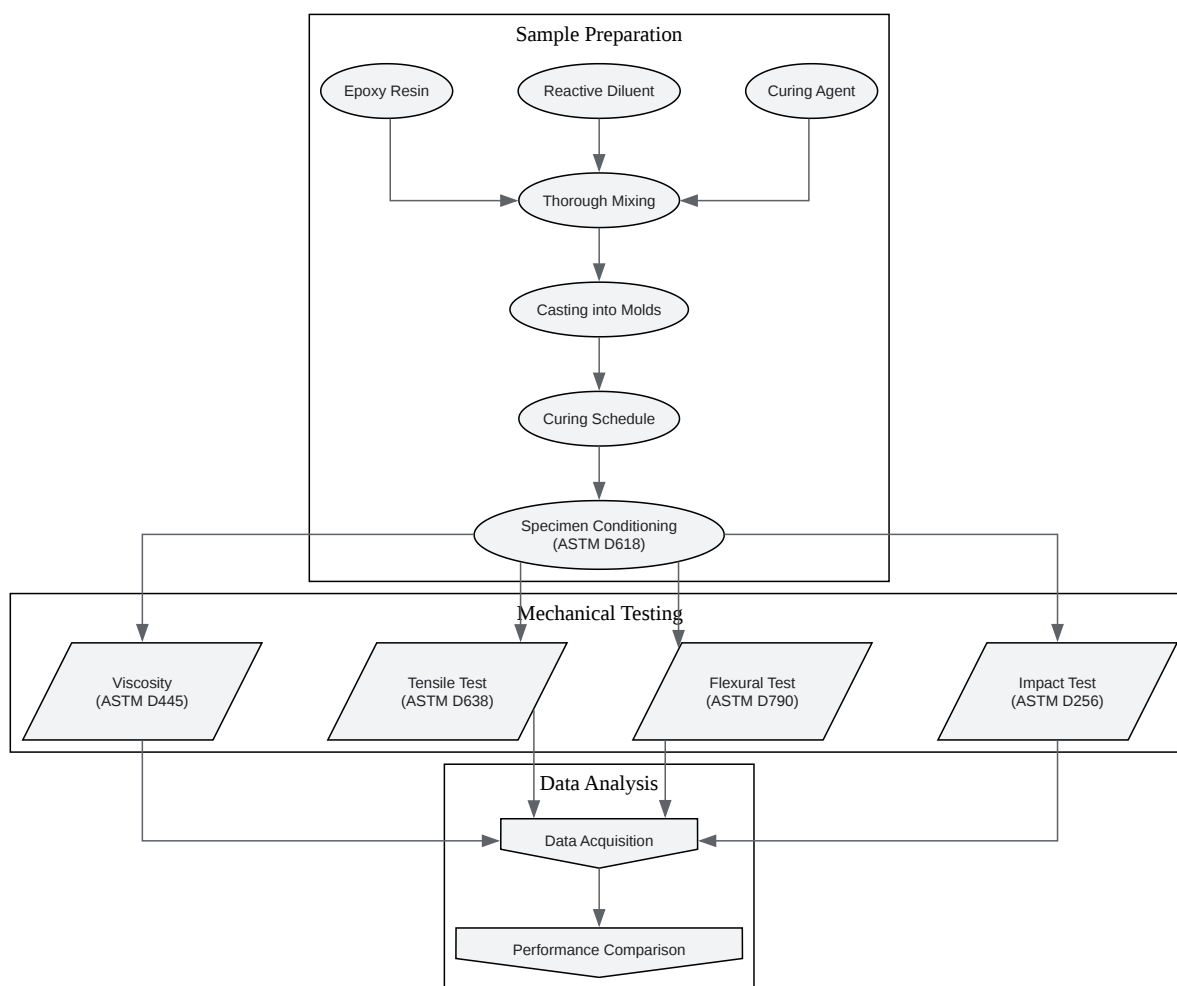 Sample Preparation
Epoxy Resin
Reactive Diluent
Curing Agent
Thorough Mixing
Casting into Molds
Curing Schedule
Specimen Conditioning
(ASTM D618)
Mechanical Testing
Viscosity
(ASTM D445)
Tensile Test
(ASTM D638)
Flexural Test
(ASTM D790)
Impact Test
(ASTM D256)
Data Analysis
Data Acquisition
Performance Comparison